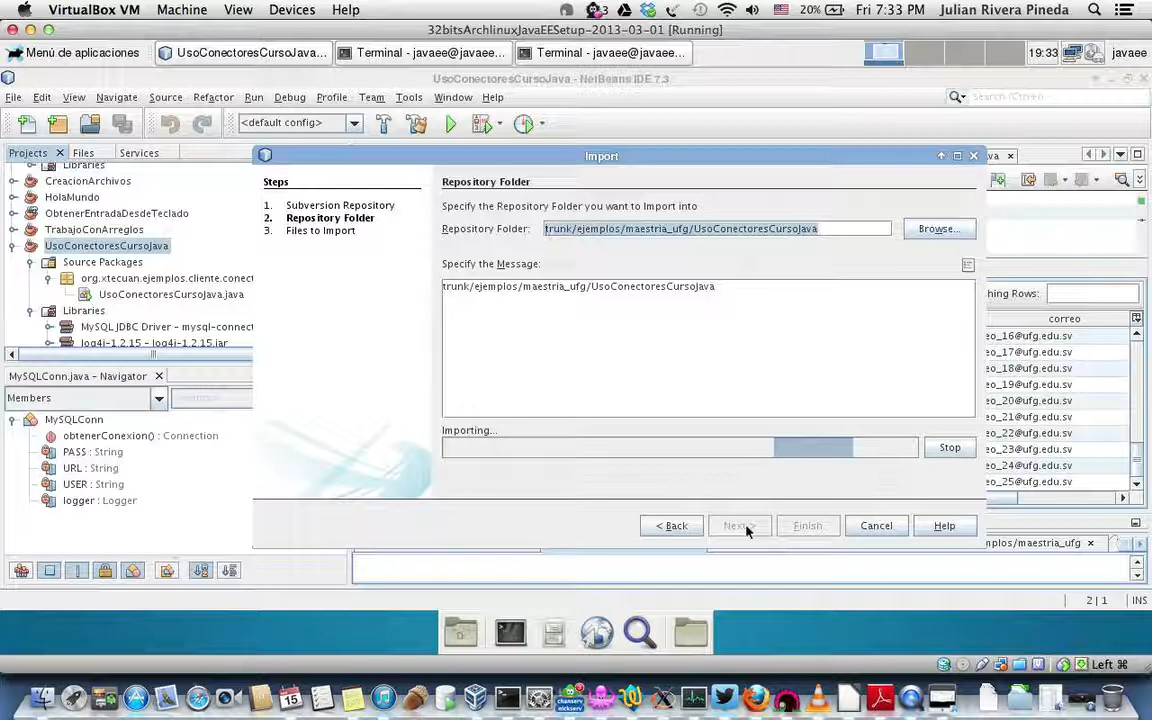 VirtualBox VM Machine View Devices Help 3 20% Fri 7:33 PM Julian Rivera Pineda
32bitsArchlinuxJavaEESetup-2013-03-01 [Running]
Menú de aplicaciones UsoConectoresCursoJava... Terminal - javaee@javaee... Terminal - javaee@javaee... 19:33 javaee
UsoConectoresCursoJava - NetBeans IDE 7.3
File Edit View Navigate Source Refactor Run Debug Profile Team Tools Window Help Search (Ctrl+I)
<default config>
Projects Files Services Import
Libraries
CreacionArchivos
HolaMundo
ObtenerEntradaDesdeTeclado
TrabajoConArreglos
UsoConectoresCursoJava
Source Packages
org.xtecuan.ejemplos.cliente.conect
UsoConectoresCursoJava.java
Libraries
MySQL JDBC Driver - mysql-connect
log4j-1.2.15 - log4j-1.2.15.jar
MySQLConn.java - Navigator
Members
MySQLConn
obtenerConexion() : Connection
PASS : String
URL : String
USER : String
logger : Logger
Steps
1. Subversion Repository
2. Repository Folder
3. Files to Import
Repository Folder
Specify the Repository Folder you want to Import into
Repository Folder: trunk/ejemplos/maestria_ufg/UsoConectoresCursoJava Browse...
Specify the Message:
trunk/ejemplos/maestria_ufg/UsoConectoresCursoJava
Importing...
Stop
< Back Next > Finish Cancel Help
va
hing Rows:
correo
eo_16@ufg.edu.sv
eo_17@ufg.edu.sv
eo_18@ufg.edu.sv
eo_19@ufg.edu.sv
eo_20@ufg.edu.sv
eo_21@ufg.edu.sv
eo_22@ufg.edu.sv
eo_23@ufg.edu.sv
eo_24@ufg.edu.sv
eo_25@ufg.edu.sv
mplos/maestria_ufg
2|1 INS
Left ⌘